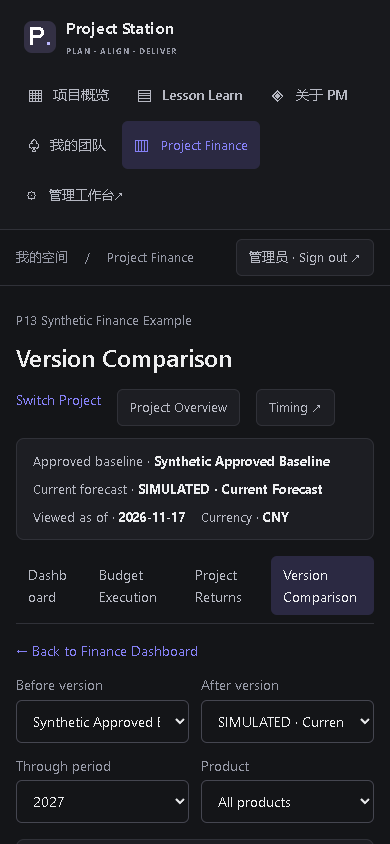 P.
Project Station
PLAN · ALIGN · DELIVER
项目概览
Lesson Learn
关于 PM
我的团队
Project Finance
管理工作台↗
我的空间 / Project Finance
管理员 · Sign out ↗
P13 Synthetic Finance Example
Version Comparison
Switch Project
Project Overview
Timing ↗
Approved baseline · Synthetic Approved Baseline
Current forecast · SIMULATED · Current Forecast
Viewed as of · 2026-11-17 Currency · CNY
Dashb
oard
Budget
Execution
Project
Returns
Version
Comparison
← Back to Finance Dashboard
Before version
After version
Synthetic Approved
SIMULATED · Curren
Through period
Product
2027
All products